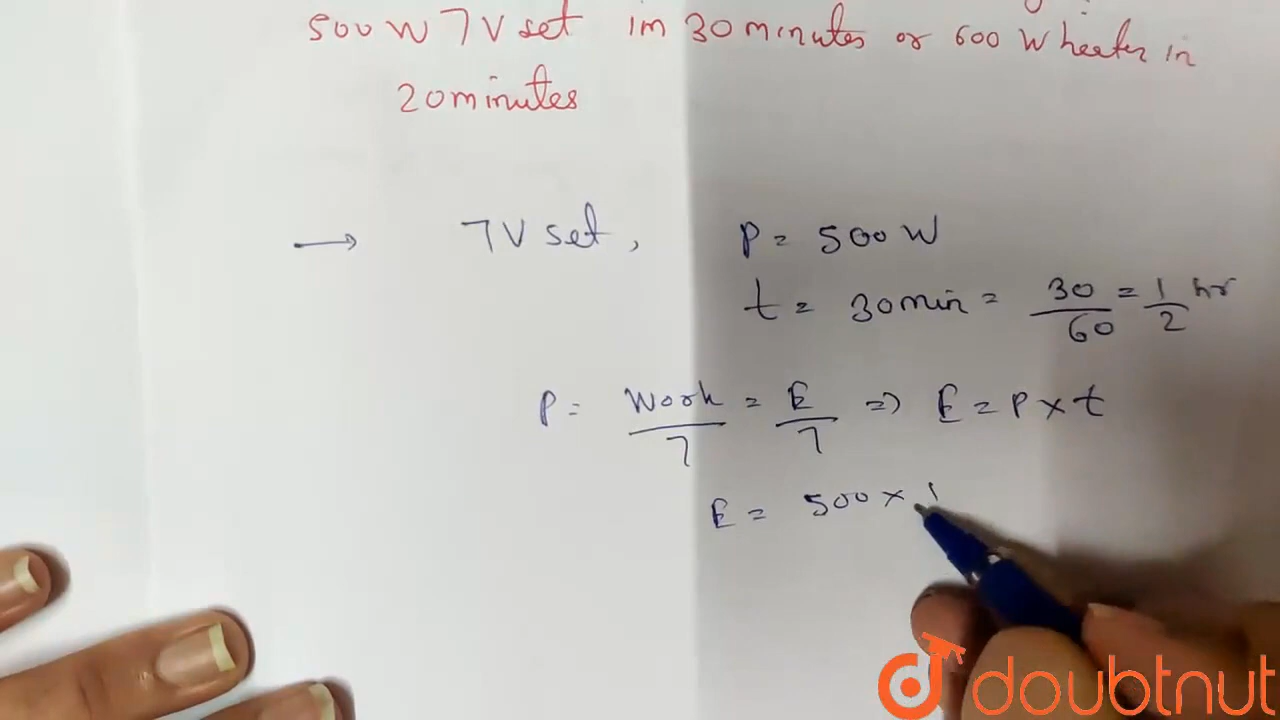 500 W TV set in 30 minutes or 600 W heater in
20 minutes
→ TV set, P = 500 W
t = 30 min = 30/60 = 1/2 hr
P = Work/T = E/T ⇒ E = P × t
E = 500 × 1
doubtnut